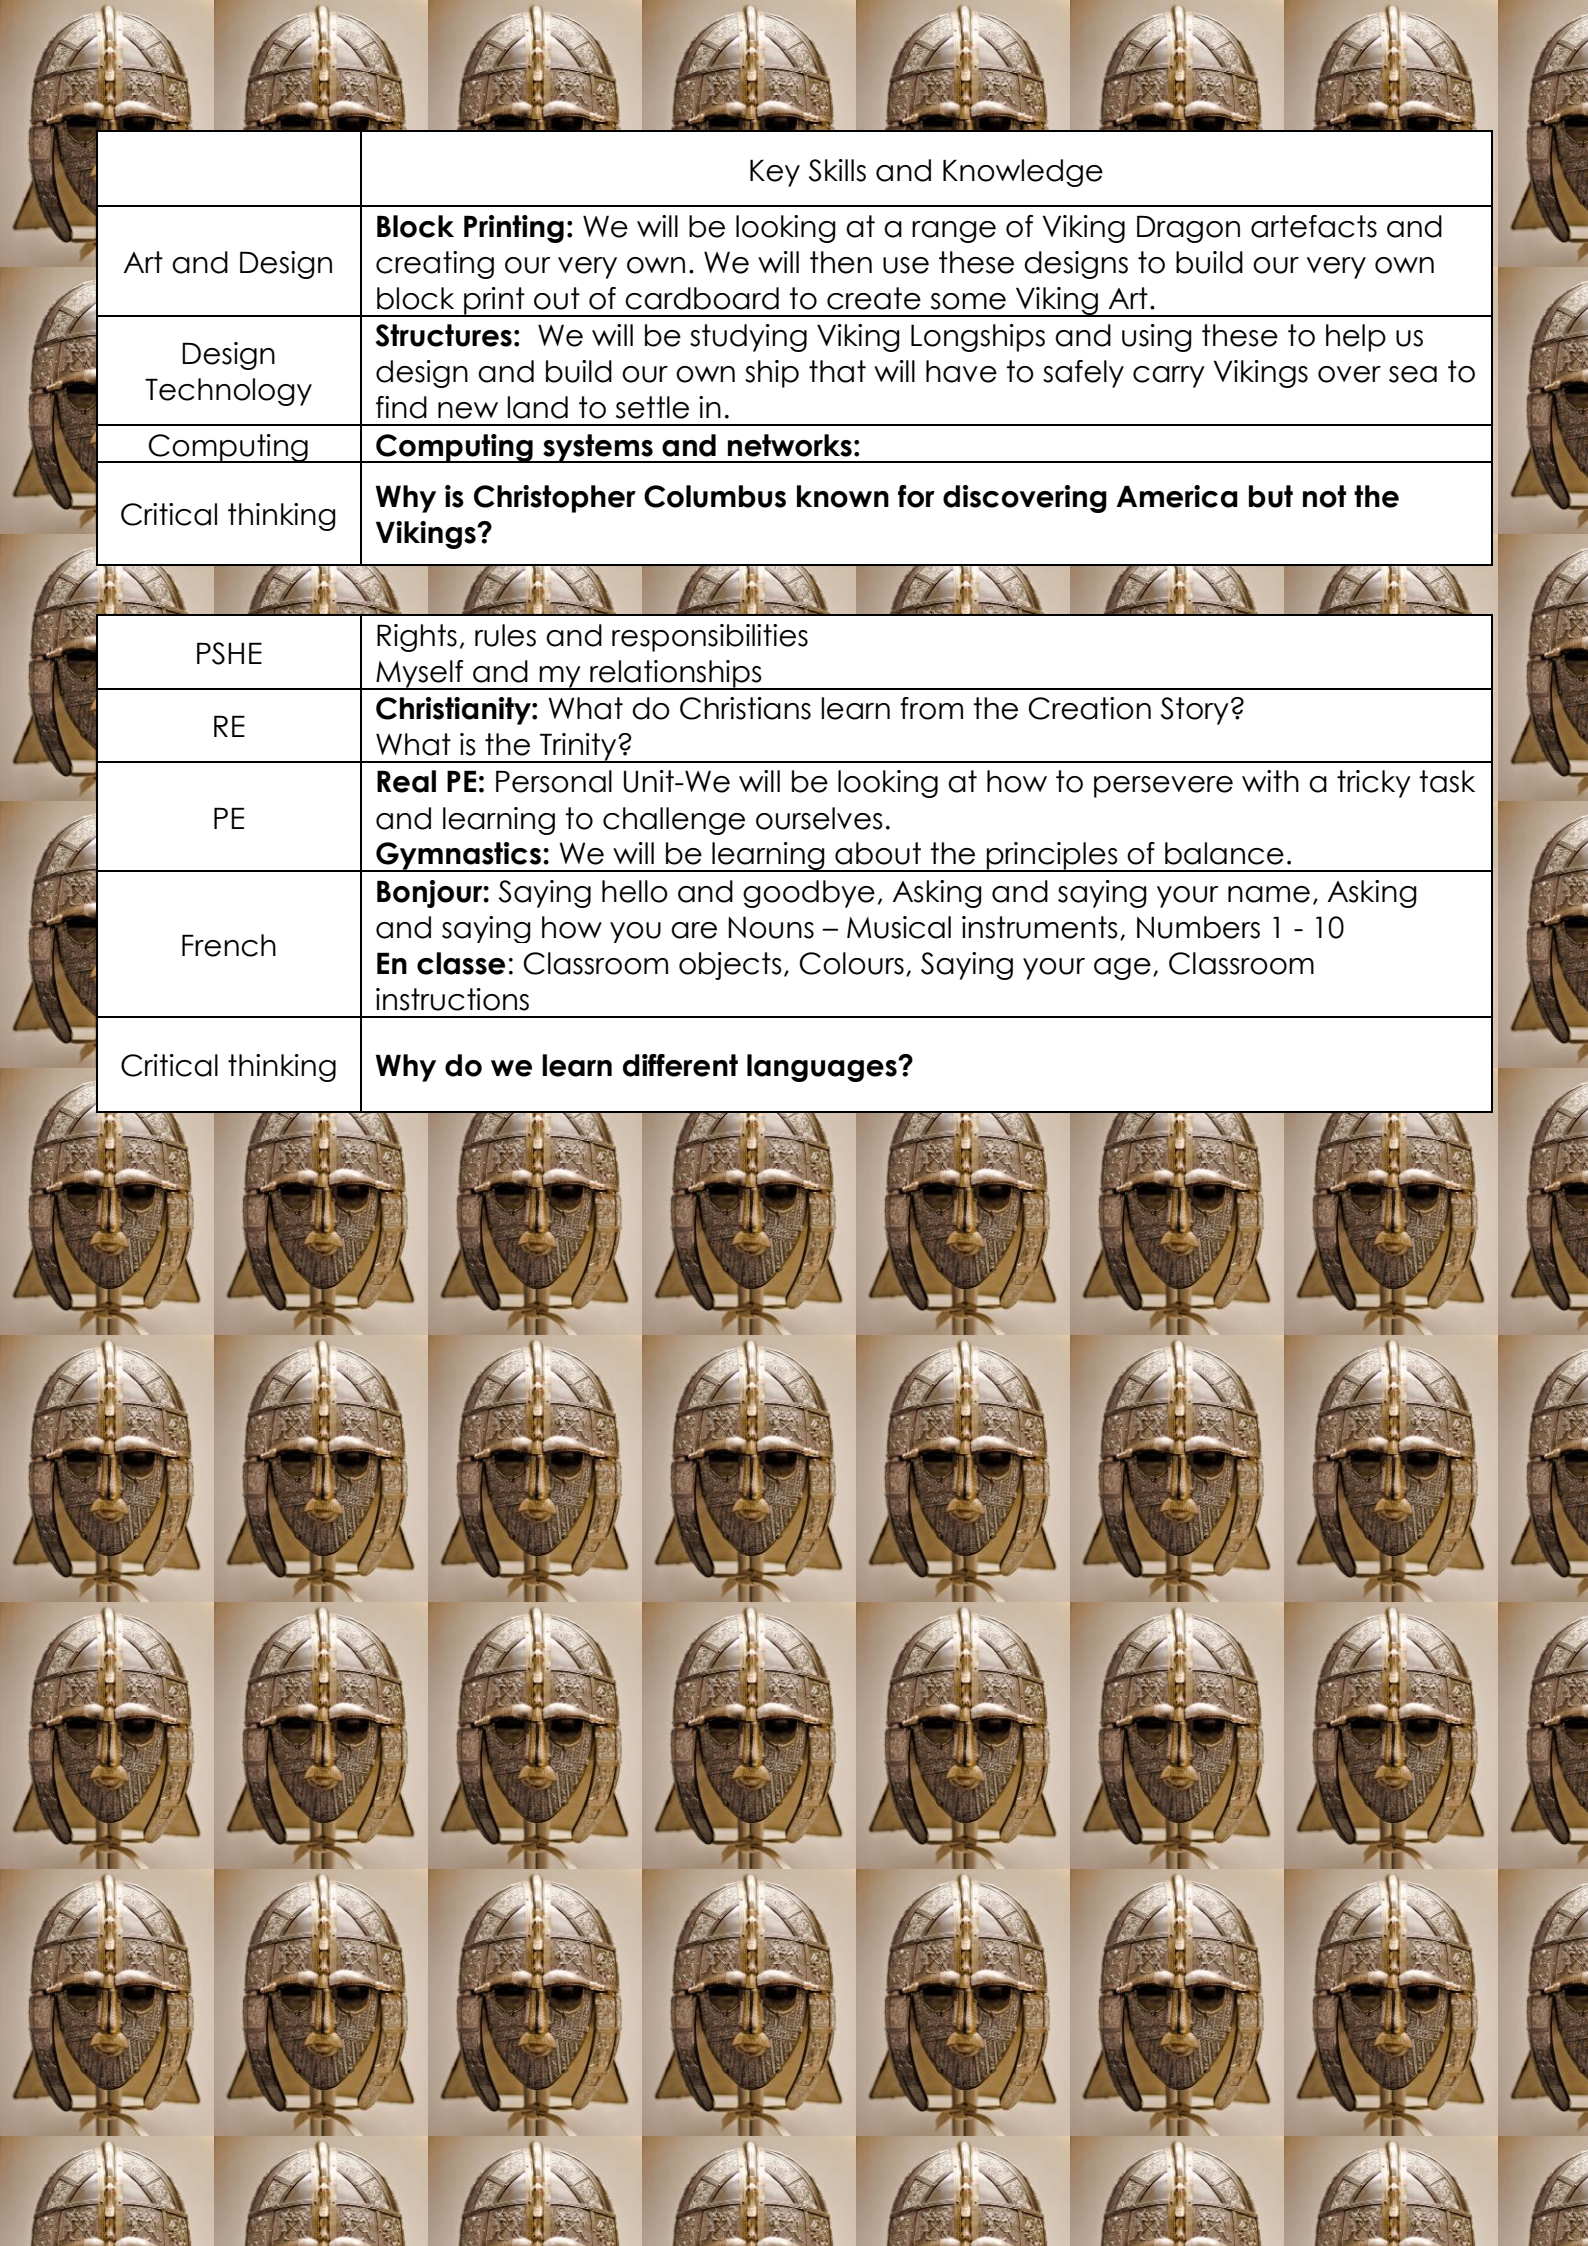 Key Skills and Knowledge
Art and Design
Block Printing: We will be looking at a range of Viking Dragon artefacts and
creating our very own. We will then use these designs to build our very own
block print out of cardboard to create some Viking Art.
Design
Technology
Structures:  We will be studying Viking Longships and using these to help us
design and build our own ship that will have to safely carry Vikings over sea to
find new land to settle in.
Computing
Computing systems and networks:
Critical thinking
Why is Christopher Columbus known for discovering America but not the
Vikings?
PSHE
Rights, rules and responsibilities
Myself and my relationships
RE
Christianity: What do Christians learn from the Creation Story?
What is the Trinity?
PE
Real PE: Personal Unit-We will be looking at how to persevere with a tricky task
and learning to challenge ourselves.
Gymnastics: We will be learning about the principles of balance.
French
Bonjour: Saying hello and goodbye, Asking and saying your name, Asking
and saying how you are Nouns – Musical instruments, Numbers 1 - 10
En classe: Classroom objects, Colours, Saying your age, Classroom
instructions
Critical thinking
Why do we learn different languages?